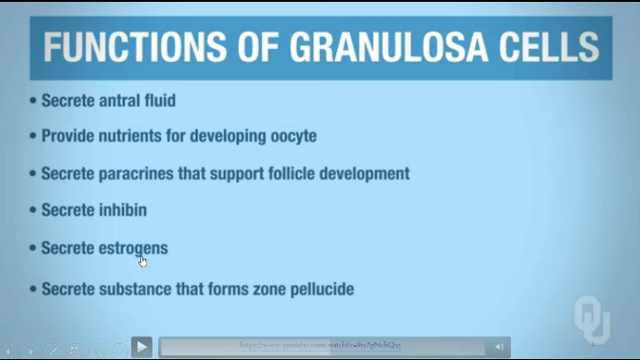 FUNCTIONS OF GRANULOSA CELLS
• Secrete antral fluid
• Provide nutrients for developing oocyte
• Secrete paracrines that support follicle development
• Secrete inhibin
• Secrete estrogens
• Secrete substance that forms zone pellucide